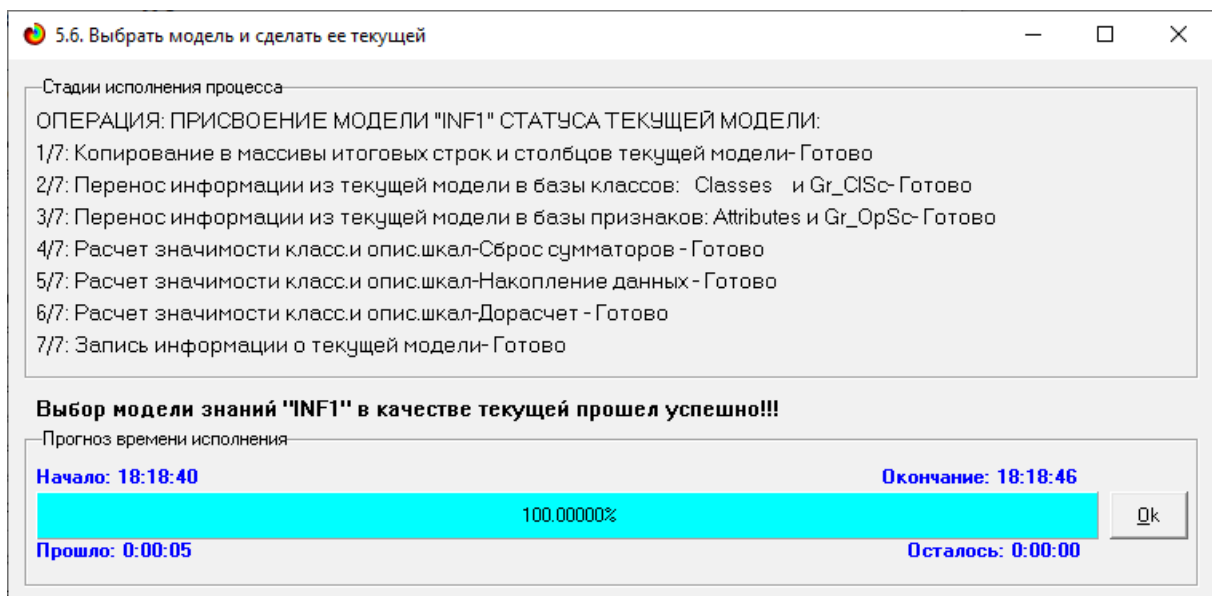 5.6. Выбрать модель и сделать ее текущей
Стадии исполнения процесса
ОПЕРАЦИЯ: ПРИСВОЕНИЕ МОДЕЛИ "INF1" СТАТУСА ТЕКУЩЕЙ МОДЕЛИ:
1/7: Копирование в массивы итоговых строк и столбцов текущей модели- Готово
2/7: Перенос информации из текущей модели в базы классов: Classes и Gr_ClSc- Готово
3/7: Перенос информации из текущей модели в базы признаков: Attributes и Gr_OpSc- Готово
4/7: Расчет значимости класс.и опис.шкал-Сброс сумматоров - Готово
5/7: Расчет значимости класс.и опис.шкал-Накопление данных - Готово
6/7: Расчет значимости класс.и опис.шкал-Дорасчет - Готово
7/7: Запись информации о текущей модели- Готово
Выбор модели знаний "INF1" в качестве текущей прошел успешно!!!
Прогноз времени исполнения
Начало: 18:18:40 Окончание: 18:18:46
100.00000% Ok
Прошло: 0:00:05 Осталось: 0:00:00